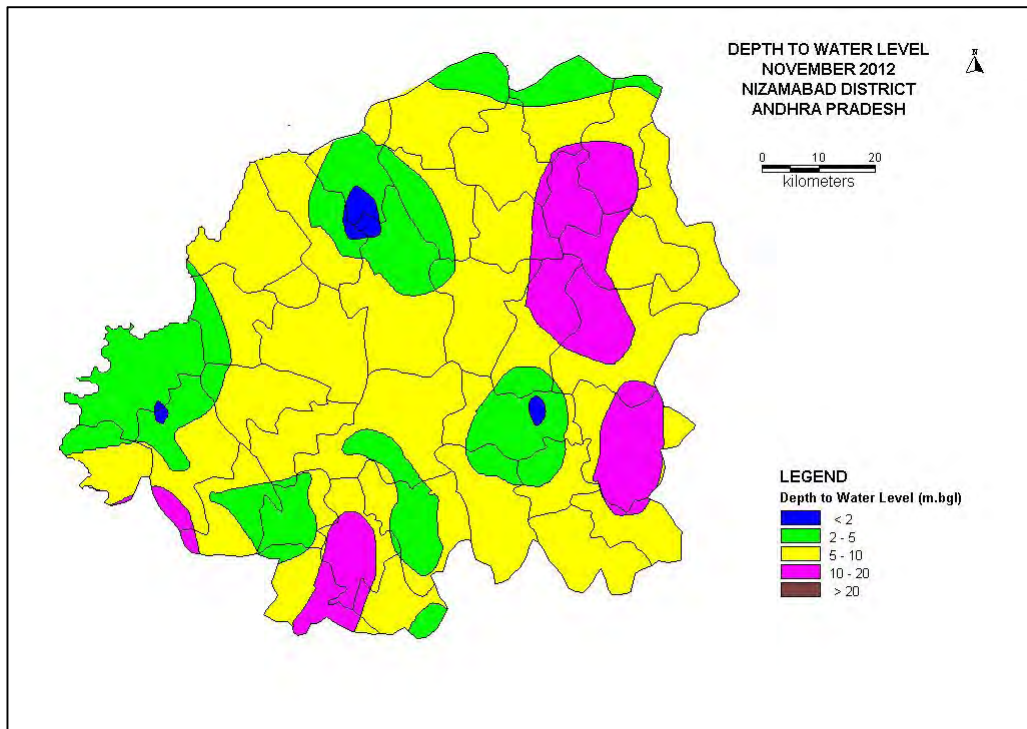 DEPTH TO WATER LEVEL
NOVEMBER 2012
NIZAMABAD DISTRICT
ANDHRA PRADESH
N
0 10 20
kilometers
LEGEND
Depth to Water Level (m.bgl)
< 2
2 - 5
5 - 10
10 - 20
> 20